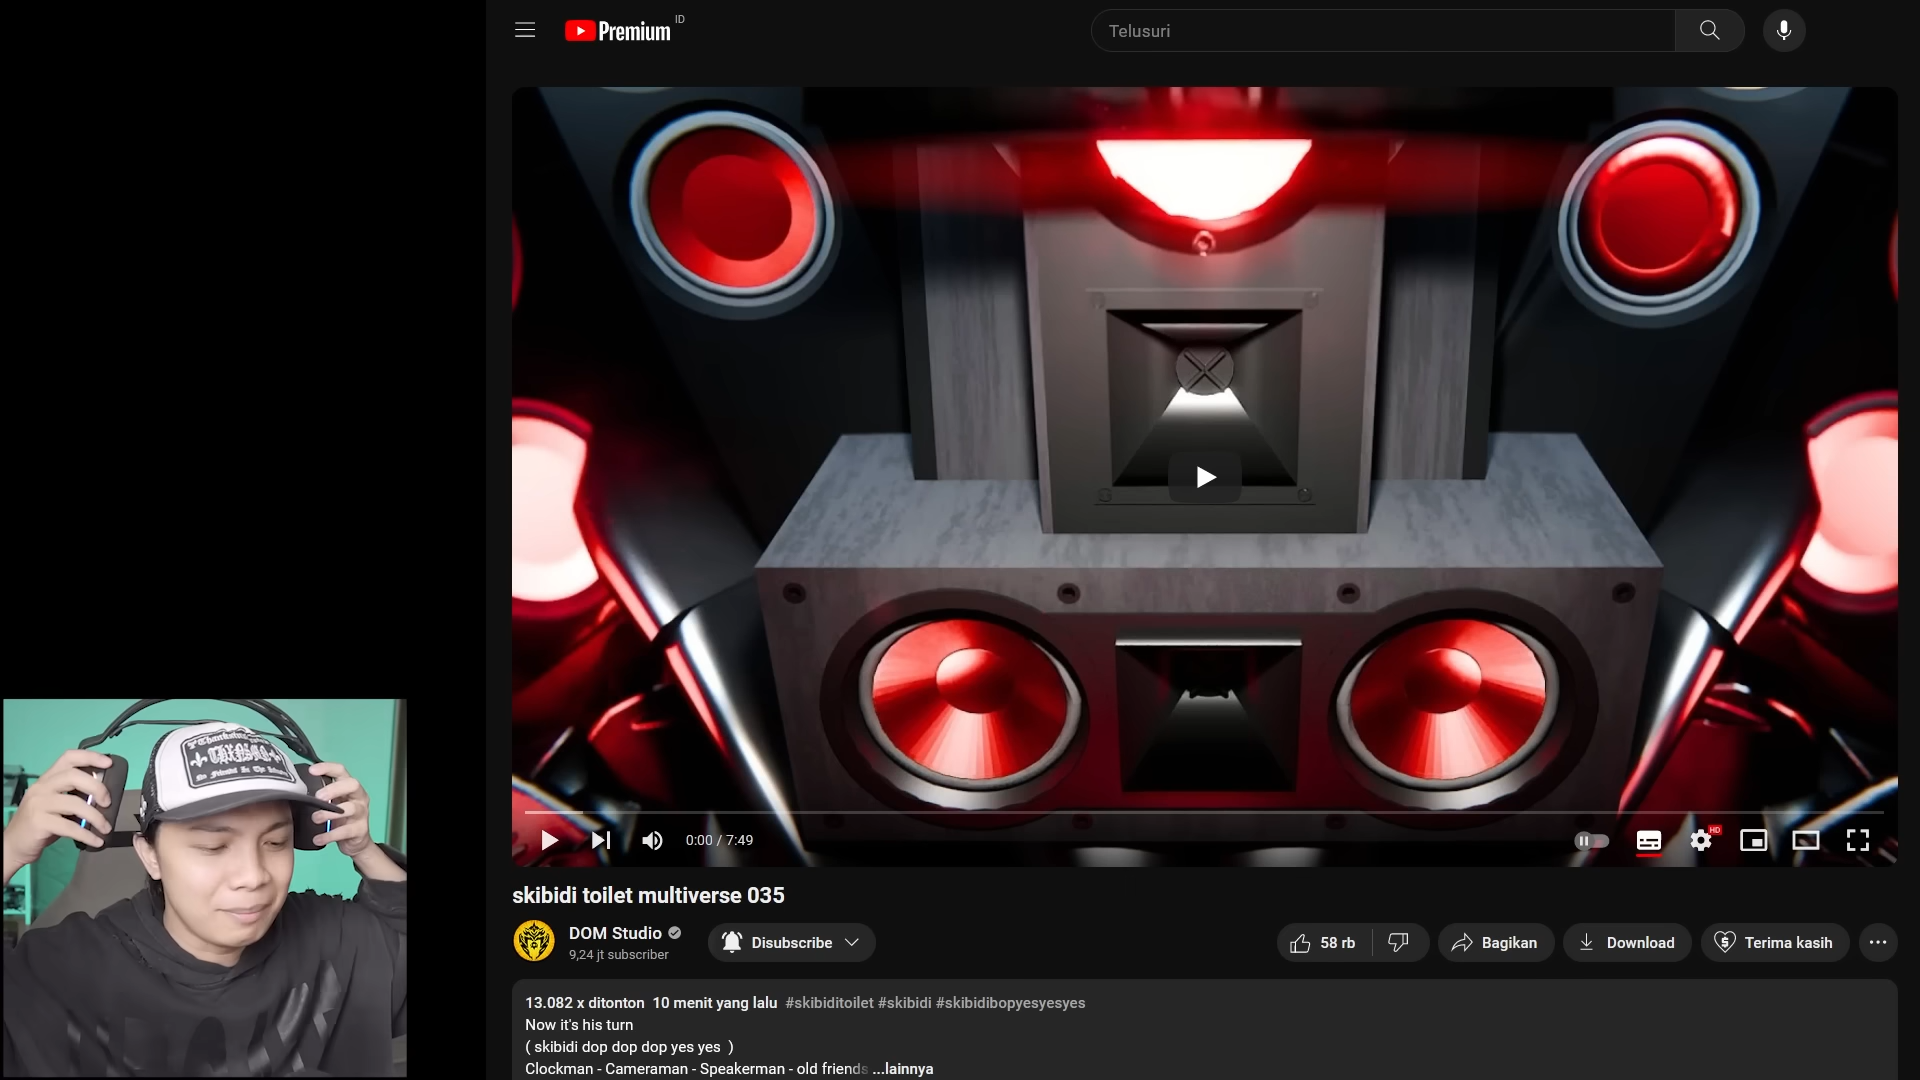 Premium ID
Telusuri
0:00 / 7:49
HD
skibidi toilet multiverse 035
DOM Studio
9,24 jt subscriber
Disubscribe
58 rb
Bagikan
Download
Terima kasih
13.082 x ditonton 10 menit yang lalu #skibiditoilet #skibidi #skibidibopyesyesyes
Now it's his turn
( skibidi dop dop dop yes yes )
Clockman - Cameraman - Speakerman - old friends ...lainnya